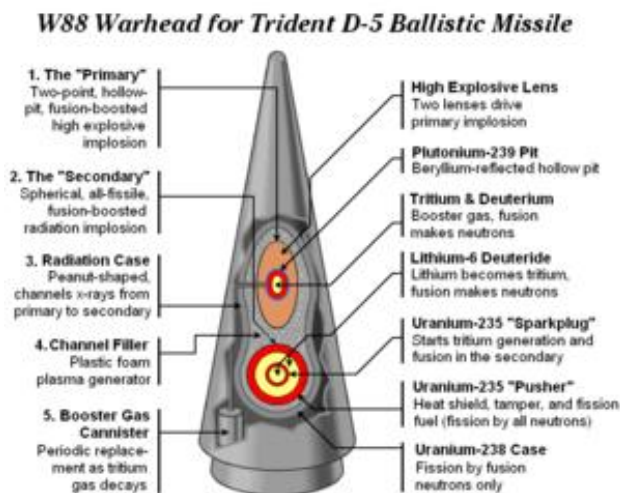 W88 Warhead for Trident D-5 Ballistic Missile
1. The "Primary"
Two-point, hollow-
pit, fusion-boosted
high explosive
implosion
2. The "Secondary"
Spherical, all-fissile,
fusion-boosted
radiation implosion
3. Radiation Case
Peanut-shaped,
channels x-rays from
primary to secondary
4. Channel Filler
Plastic foam
plasma generator
5. Booster Gas
Cannister
Periodic replace-
ment as tritium
gas decays
High Explosive Lens
Two lenses drive
primary implosion
Plutonium-239 Pit
Beryllium-reflected hollow pit
Tritium & Deuterium
Booster gas, fusion
makes neutrons
Lithium-6 Deuteride
Lithium becomes tritium,
fusion makes neutrons
Uranium-235 "Sparkplug"
Starts tritium generation and
fusion in the secondary
Uranium-235 "Pusher"
Heat shield, tamper, and fission
fuel (fission by all neutrons)
Uranium-238 Case
Fission by fusion
neutrons only